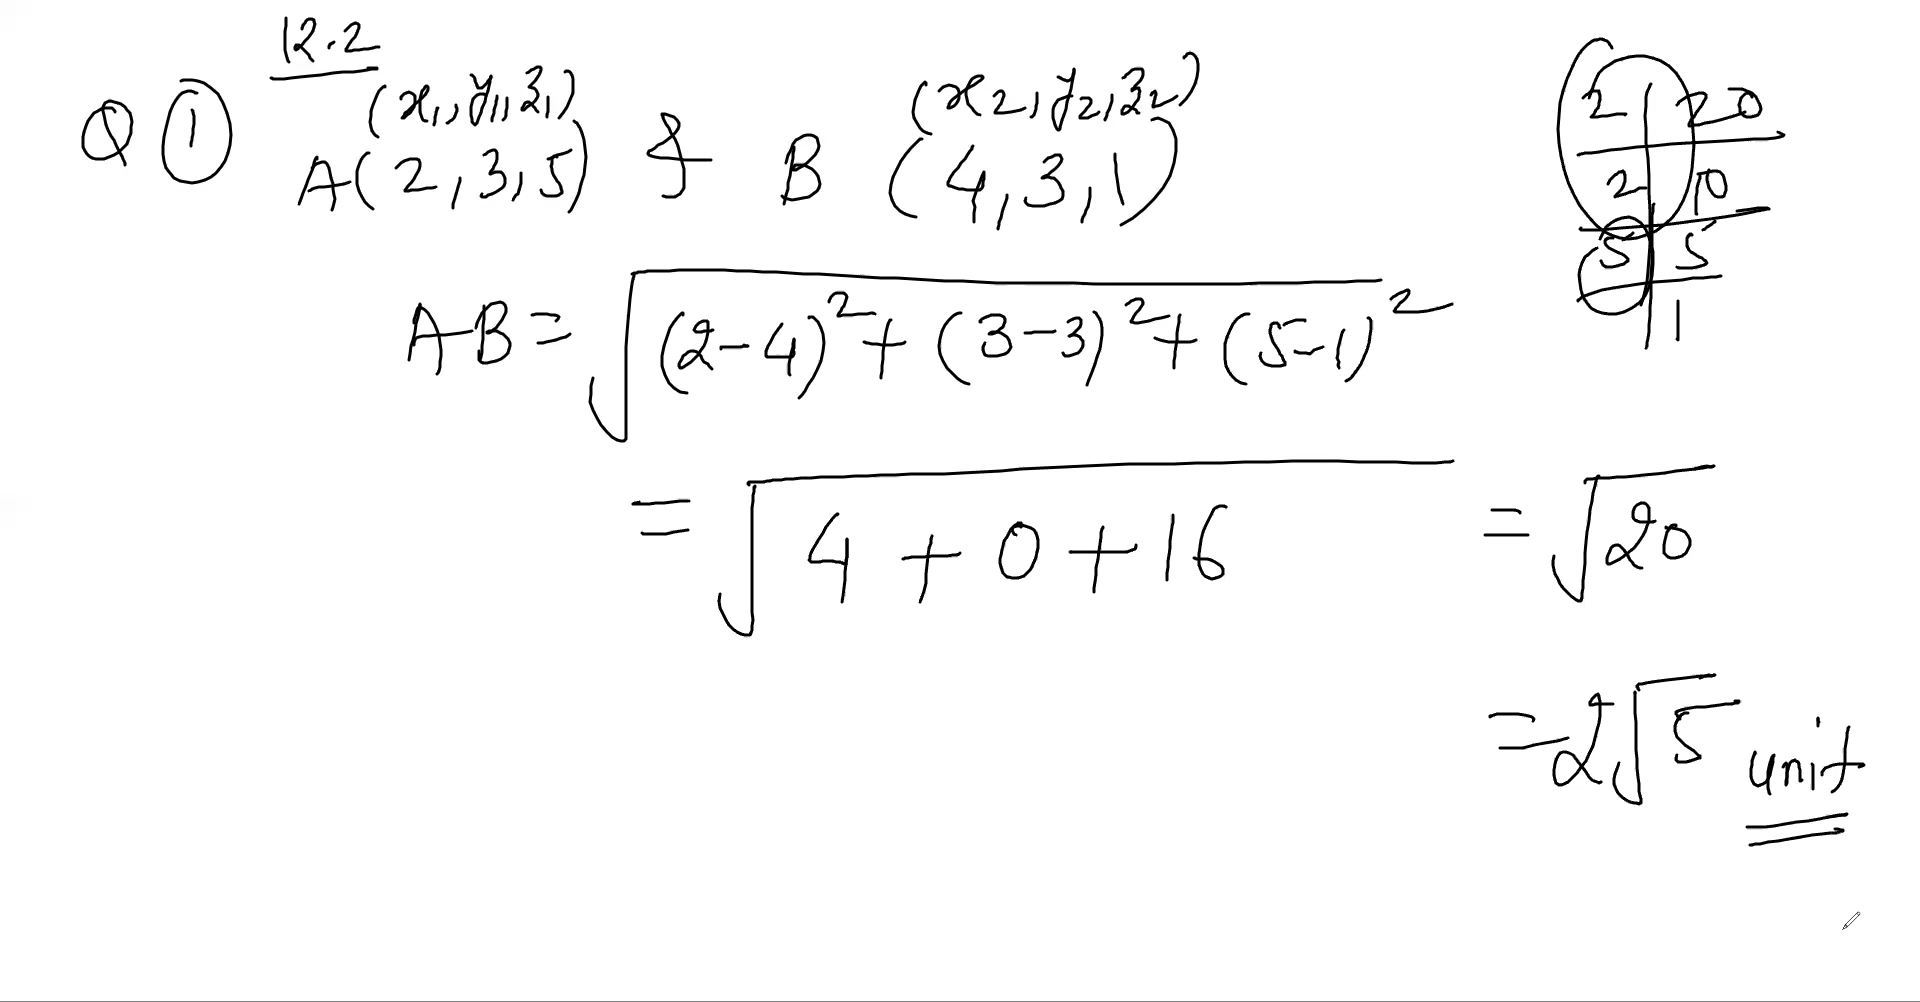 12.2
(x₁, y₁, z₁) (x₂, y₂, z₂)
Q ① A(2, 3, 5) & B (4, 3, 1)
AB = √((2-4)² + (3-3)² + (5-1)²)
= √(4 + 0 + 16) = √20
= 2√5 unit
2 | 20
2 | 10
5 | 5
| 1